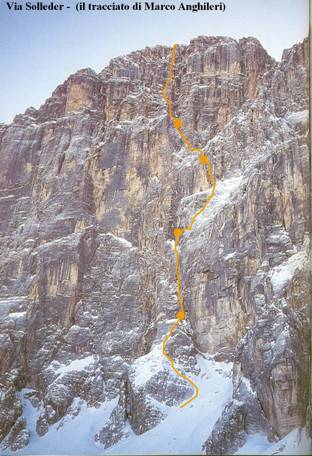 Via Solleder - (il tracciato di Marco Anghileri)